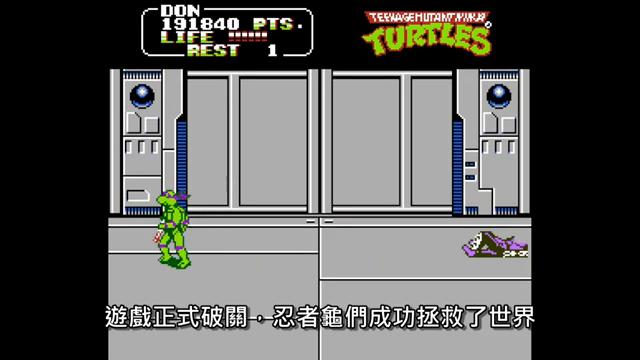 DON
191840 PTS.
LIFE
REST 1
TEENAGE MUTANT NINJA
TURTLES
遊戲正式破關，忍者龜們成功拯救了世界